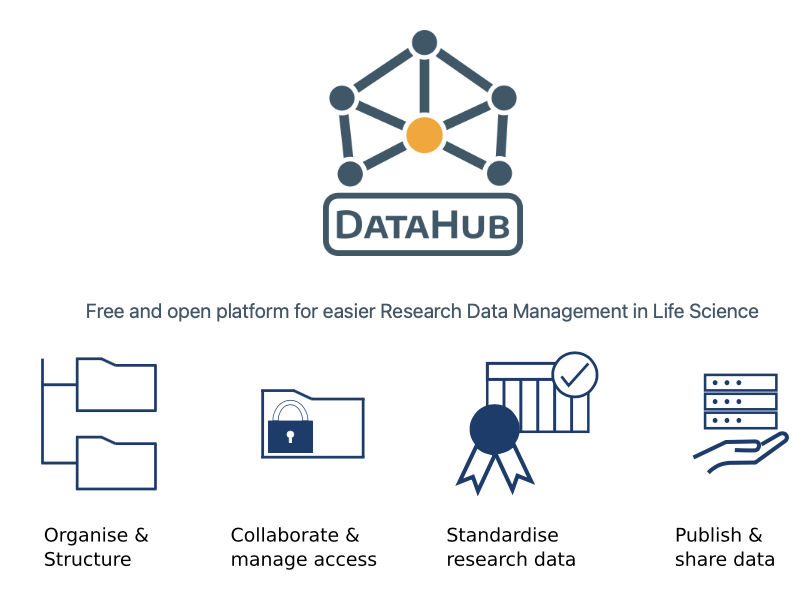 DATAHUB
Free and open platform for easier Research Data Management in Life Science
Organise &
Structure
Collaborate &
manage access
Standardise
research data
Publish &
share data